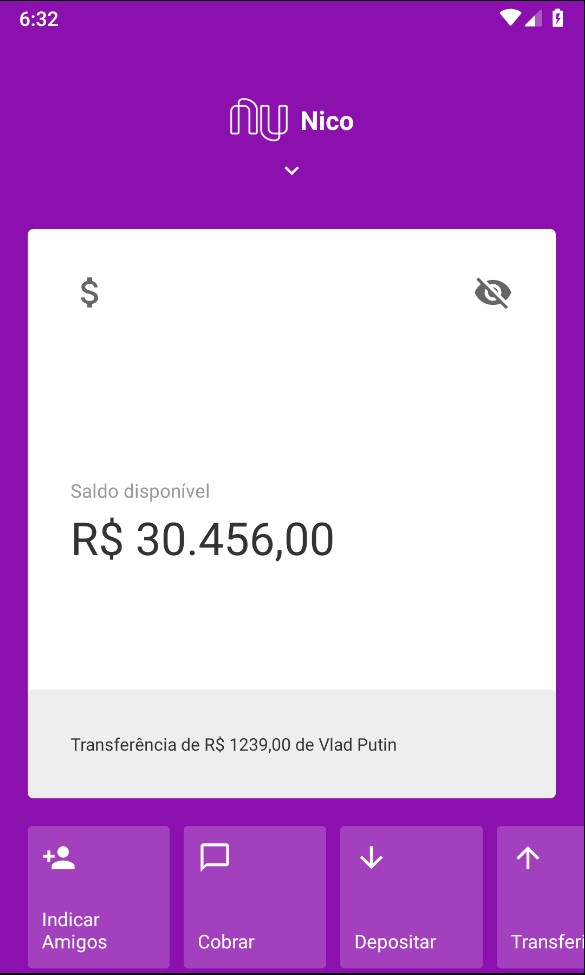 6:32
nu Nico
$
Saldo disponível
R$ 30.456,00
Transferência de R$ 1239,00 de Vlad Putin
Indicar
Amigos
Cobrar
Depositar
Transferi